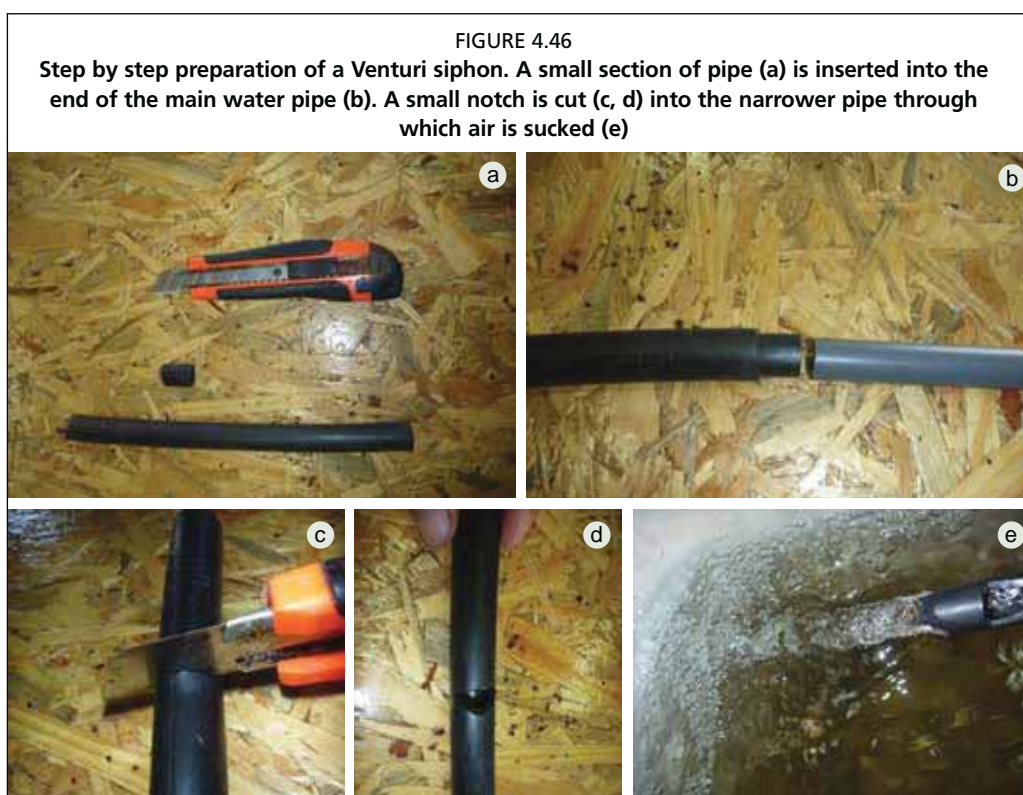 FIGURE 4.46
Step by step preparation of a Venturi siphon. A small section of pipe (a) is inserted into the
end of the main water pipe (b). A small notch is cut (c, d) into the narrower pipe through
which air is sucked (e)
a
b
c
d
e